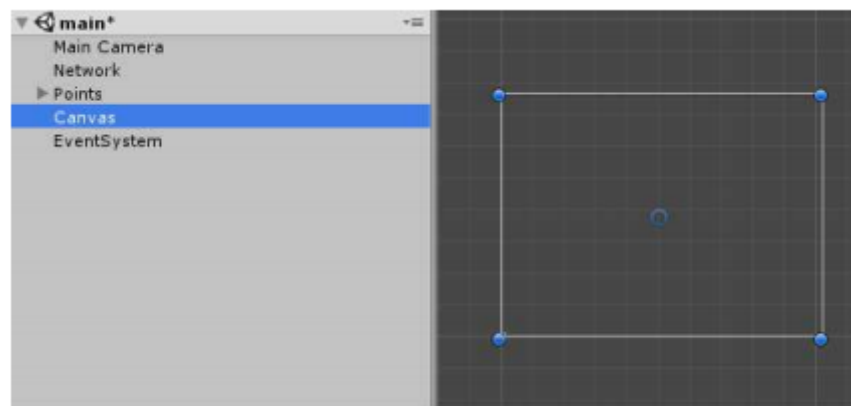 main*
Main Camera
Network
Points
Canvas
EventSystem